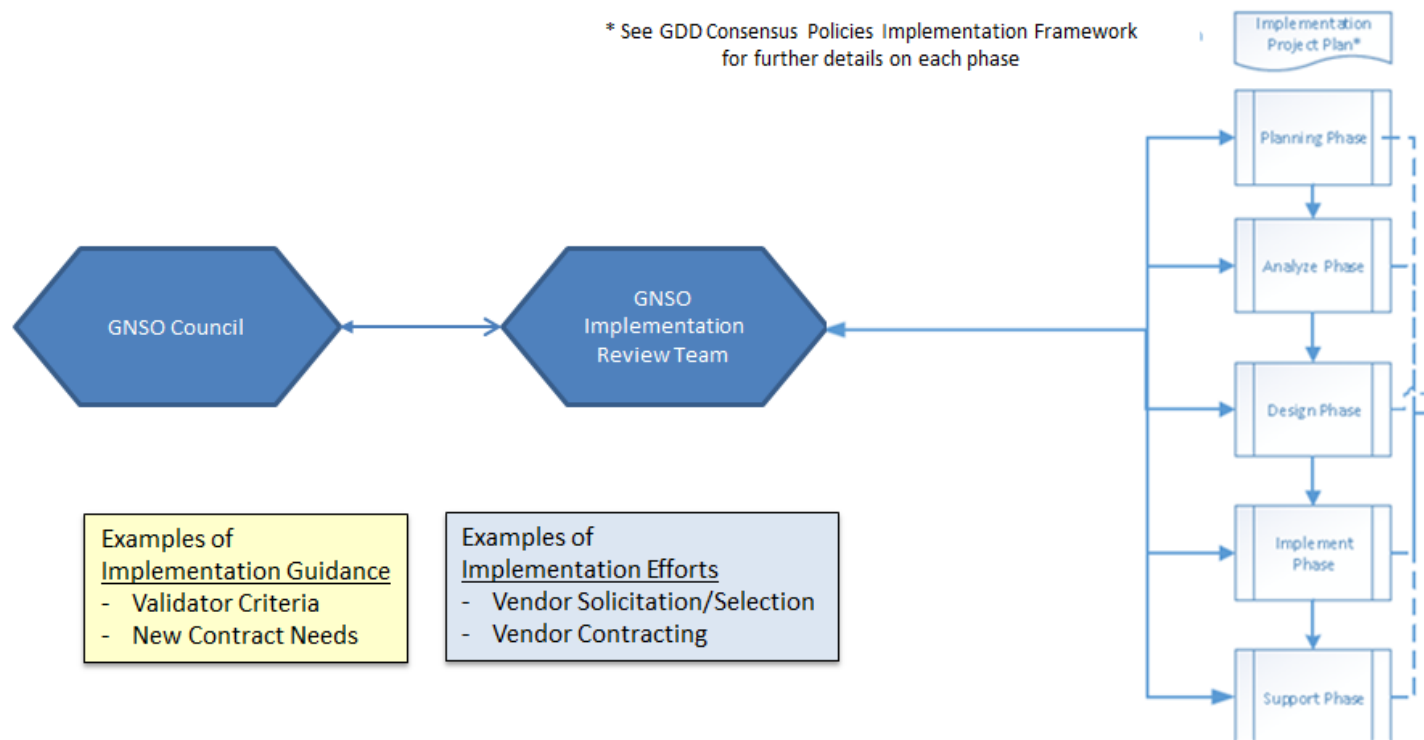 * See GDD Consensus Policies Implementation Framework
for further details on each phase
Implementation
Project Plan*
Planning Phase
Analyze Phase
GNSO Council
GNSO
Implementation
Review Team
Design Phase
Examples of
Implementation Guidance
- Validator Criteria
- New Contract Needs
Examples of
Implementation Efforts
- Vendor Solicitation/Selection
- Vendor Contracting
Implement
Phase
Support Phase